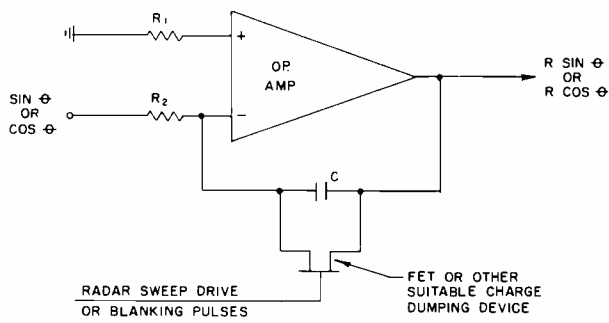 R₁
+
OP.
AMP
R SIN ⊖
OR
R COS ⊖
SIN ⊖
OR
COS ⊖
R₂
−
C
RADAR SWEEP DRIVE
OR BLANKING PULSES
FET OR OTHER
SUITABLE CHARGE
DUMPING DEVICE